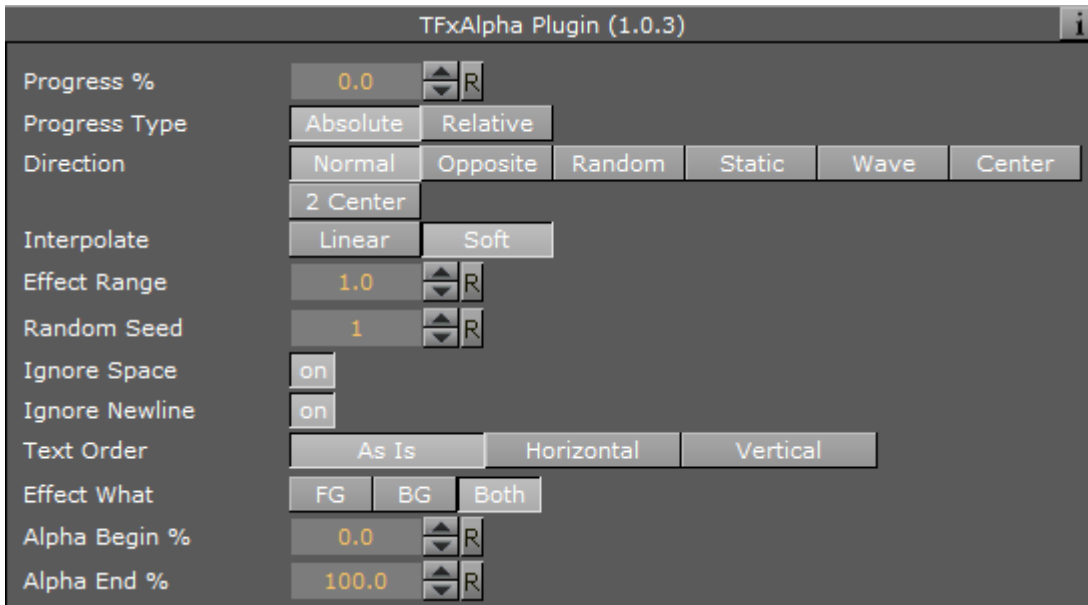 TFxAlpha Plugin (1.0.3) i
Progress % 0.0 R
Progress Type Absolute Relative
Direction Normal Opposite Random Static Wave Center
2 Center
Interpolate Linear Soft
Effect Range 1.0 R
Random Seed 1 R
Ignore Space on
Ignore Newline on
Text Order As Is Horizontal Vertical
Effect What FG BG Both
Alpha Begin % 0.0 R
Alpha End % 100.0 R